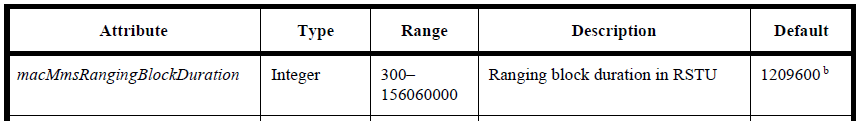 Attribute Type Range Description Default
macMmsRangingBlockDuration Integer 300– Ranging block duration in RSTU 1209600 b
156060000